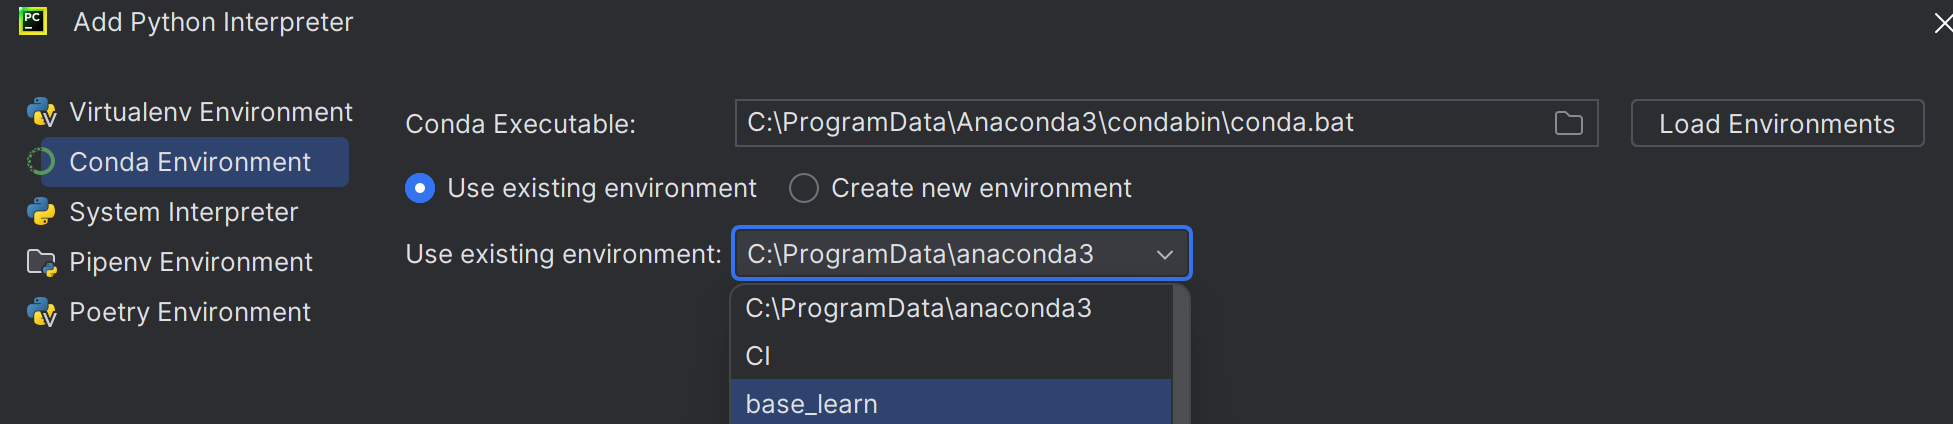 PC Add Python Interpreter
Virtualenv Environment
Conda Environment
System Interpreter
Pipenv Environment
Poetry Environment
Conda Executable: C:\ProgramData\Anaconda3\condabin\conda.bat Load Environments
Use existing environment Create new environment
Use existing environment: C:\ProgramData\anaconda3
C:\ProgramData\anaconda3
CI
base_learn